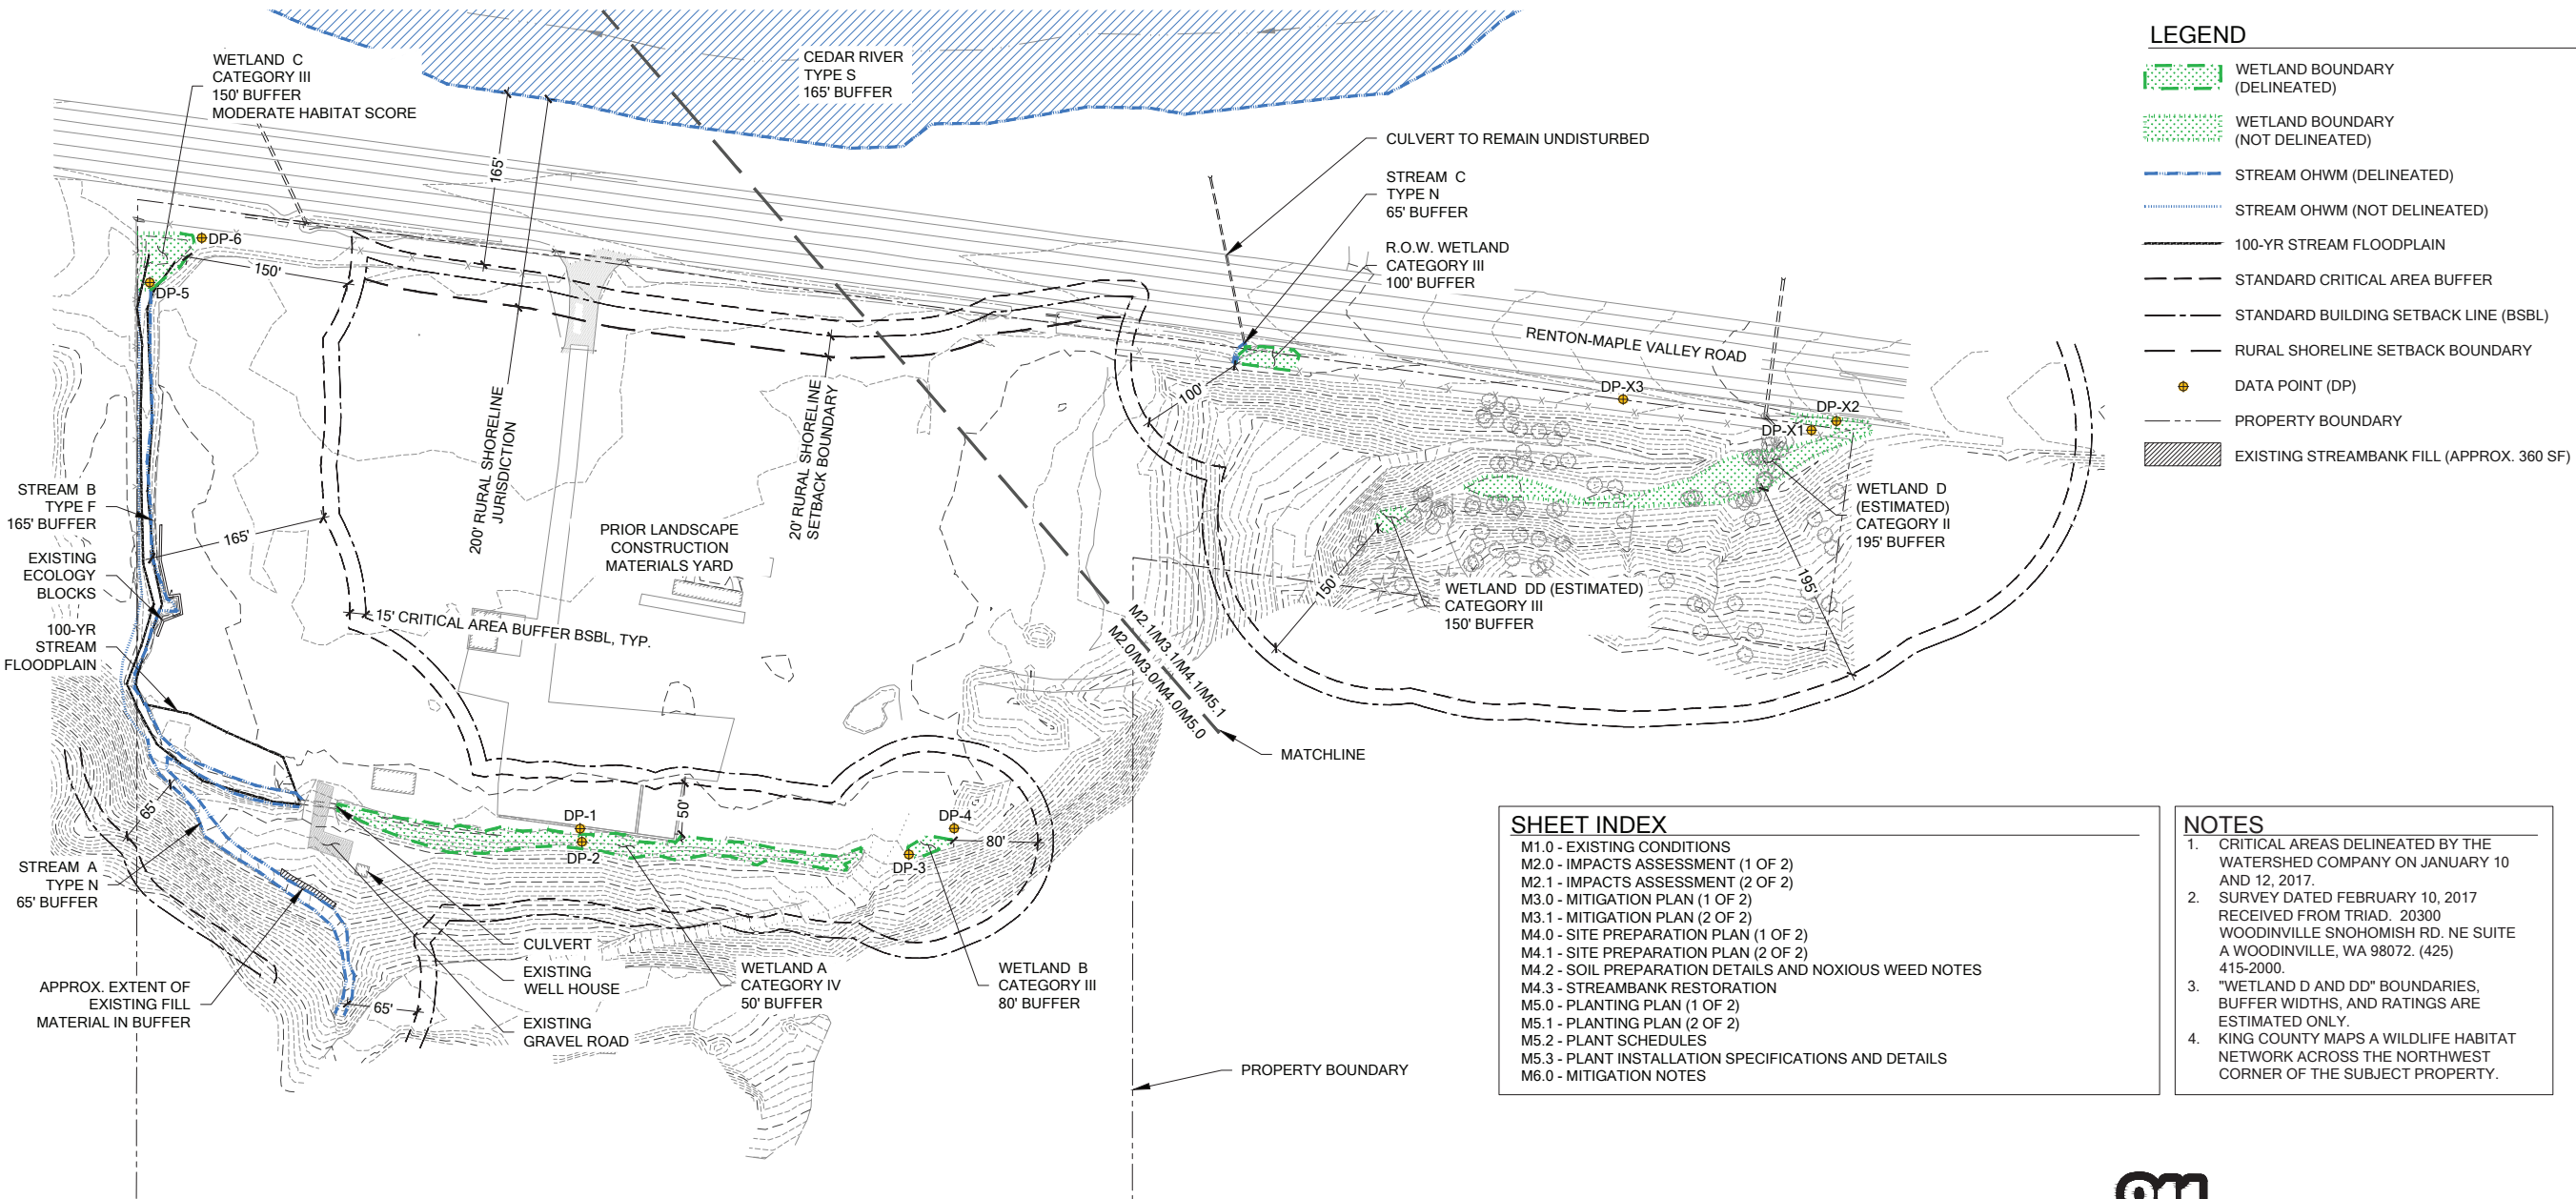 WETLAND C
CATEGORY III
150' BUFFER
MODERATE HABITAT SCORE
CEDAR RIVER
TYPE S
165' BUFFER
165'
CULVERT TO REMAIN UNDISTURBED
STREAM C
TYPE N
65' BUFFER
R.O.W. WETLAND
CATEGORY III
100' BUFFER
RENTON-MAPLE VALLEY ROAD
DP-6
150'
DP-5
DP-X3
DP-X2
DP-X1
100'
200' RURAL SHORELINE
JURISDICTION
20' RURAL SHORELINE
SETBACK BOUNDARY
STREAM B
TYPE F
165' BUFFER
165'
EXISTING
ECOLOGY
BLOCKS
PRIOR LANDSCAPE
CONSTRUCTION
MATERIALS YARD
WETLAND D
(ESTIMATED)
CATEGORY II
195' BUFFER
195'
150'
WETLAND DD (ESTIMATED)
CATEGORY III
150' BUFFER
15' CRITICAL AREA BUFFER BSBL, TYP.
100-YR
STREAM
FLOODPLAIN
M2.1/M3.1/M4.1/M5.1
M2.0/M3.0/M4.0/M5.0
MATCHLINE
65'
DP-1
DP-2
50'
DP-4
DP-3
80'
STREAM A
TYPE N
65' BUFFER
CULVERT
EXISTING
WELL HOUSE
EXISTING
GRAVEL ROAD
WETLAND A
CATEGORY IV
50' BUFFER
WETLAND B
CATEGORY III
80' BUFFER
APPROX. EXTENT OF
EXISTING FILL
MATERIAL IN BUFFER
65'
PROPERTY BOUNDARY
LEGEND
WETLAND BOUNDARY
(DELINEATED)
WETLAND BOUNDARY
(NOT DELINEATED)
STREAM OHWM (DELINEATED)
STREAM OHWM (NOT DELINEATED)
100-YR STREAM FLOODPLAIN
STANDARD CRITICAL AREA BUFFER
STANDARD BUILDING SETBACK LINE (BSBL)
RURAL SHORELINE SETBACK BOUNDARY
DATA POINT (DP)
PROPERTY BOUNDARY
EXISTING STREAMBANK FILL (APPROX. 360 SF)
SHEET INDEX
M1.0 - EXISTING CONDITIONS
M2.0 - IMPACTS ASSESSMENT (1 OF 2)
M2.1 - IMPACTS ASSESSMENT (2 OF 2)
M3.0 - MITIGATION PLAN (1 OF 2)
M3.1 - MITIGATION PLAN (2 OF 2)
M4.0 - SITE PREPARATION PLAN (1 OF 2)
M4.1 - SITE PREPARATION PLAN (2 OF 2)
M4.2 - SOIL PREPARATION DETAILS AND NOXIOUS WEED NOTES
M4.3 - STREAMBANK RESTORATION
M5.0 - PLANTING PLAN (1 OF 2)
M5.1 - PLANTING PLAN (2 OF 2)
M5.2 - PLANT SCHEDULES
M5.3 - PLANT INSTALLATION SPECIFICATIONS AND DETAILS
M6.0 - MITIGATION NOTES
NOTES
1. CRITICAL AREAS DELINEATED BY THE
WATERSHED COMPANY ON JANUARY 10
AND 12, 2017.
2. SURVEY DATED FEBRUARY 10, 2017
RECEIVED FROM TRIAD. 20300
WOODINVILLE SNOHOMISH RD. NE SUITE
A WOODINVILLE, WA 98072. (425)
415-2000.
3. "WETLAND D AND DD" BOUNDARIES,
BUFFER WIDTHS, AND RATINGS ARE
ESTIMATED ONLY.
4. KING COUNTY MAPS A WILDLIFE HABITAT
NETWORK ACROSS THE NORTHWEST
CORNER OF THE SUBJECT PROPERTY.